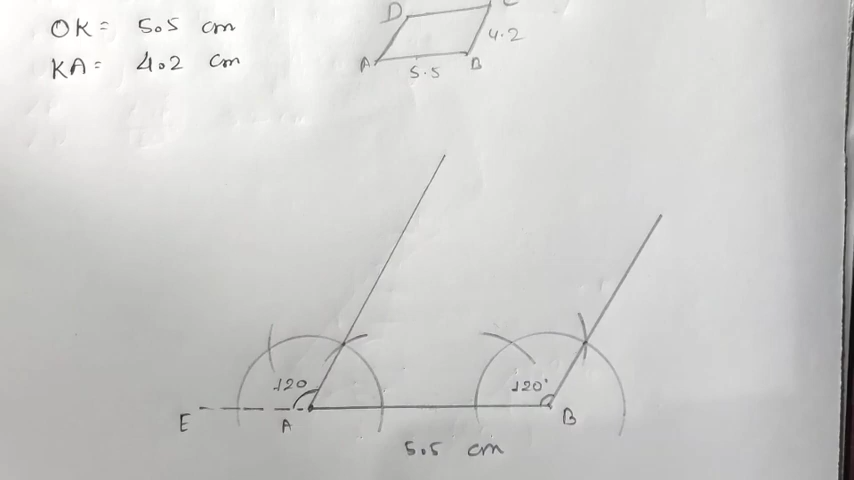 OK = 5.5 cm
KA = 4.2 cm
D
4.2
A 5.5 B
120
120°
E A B
5.5 cm